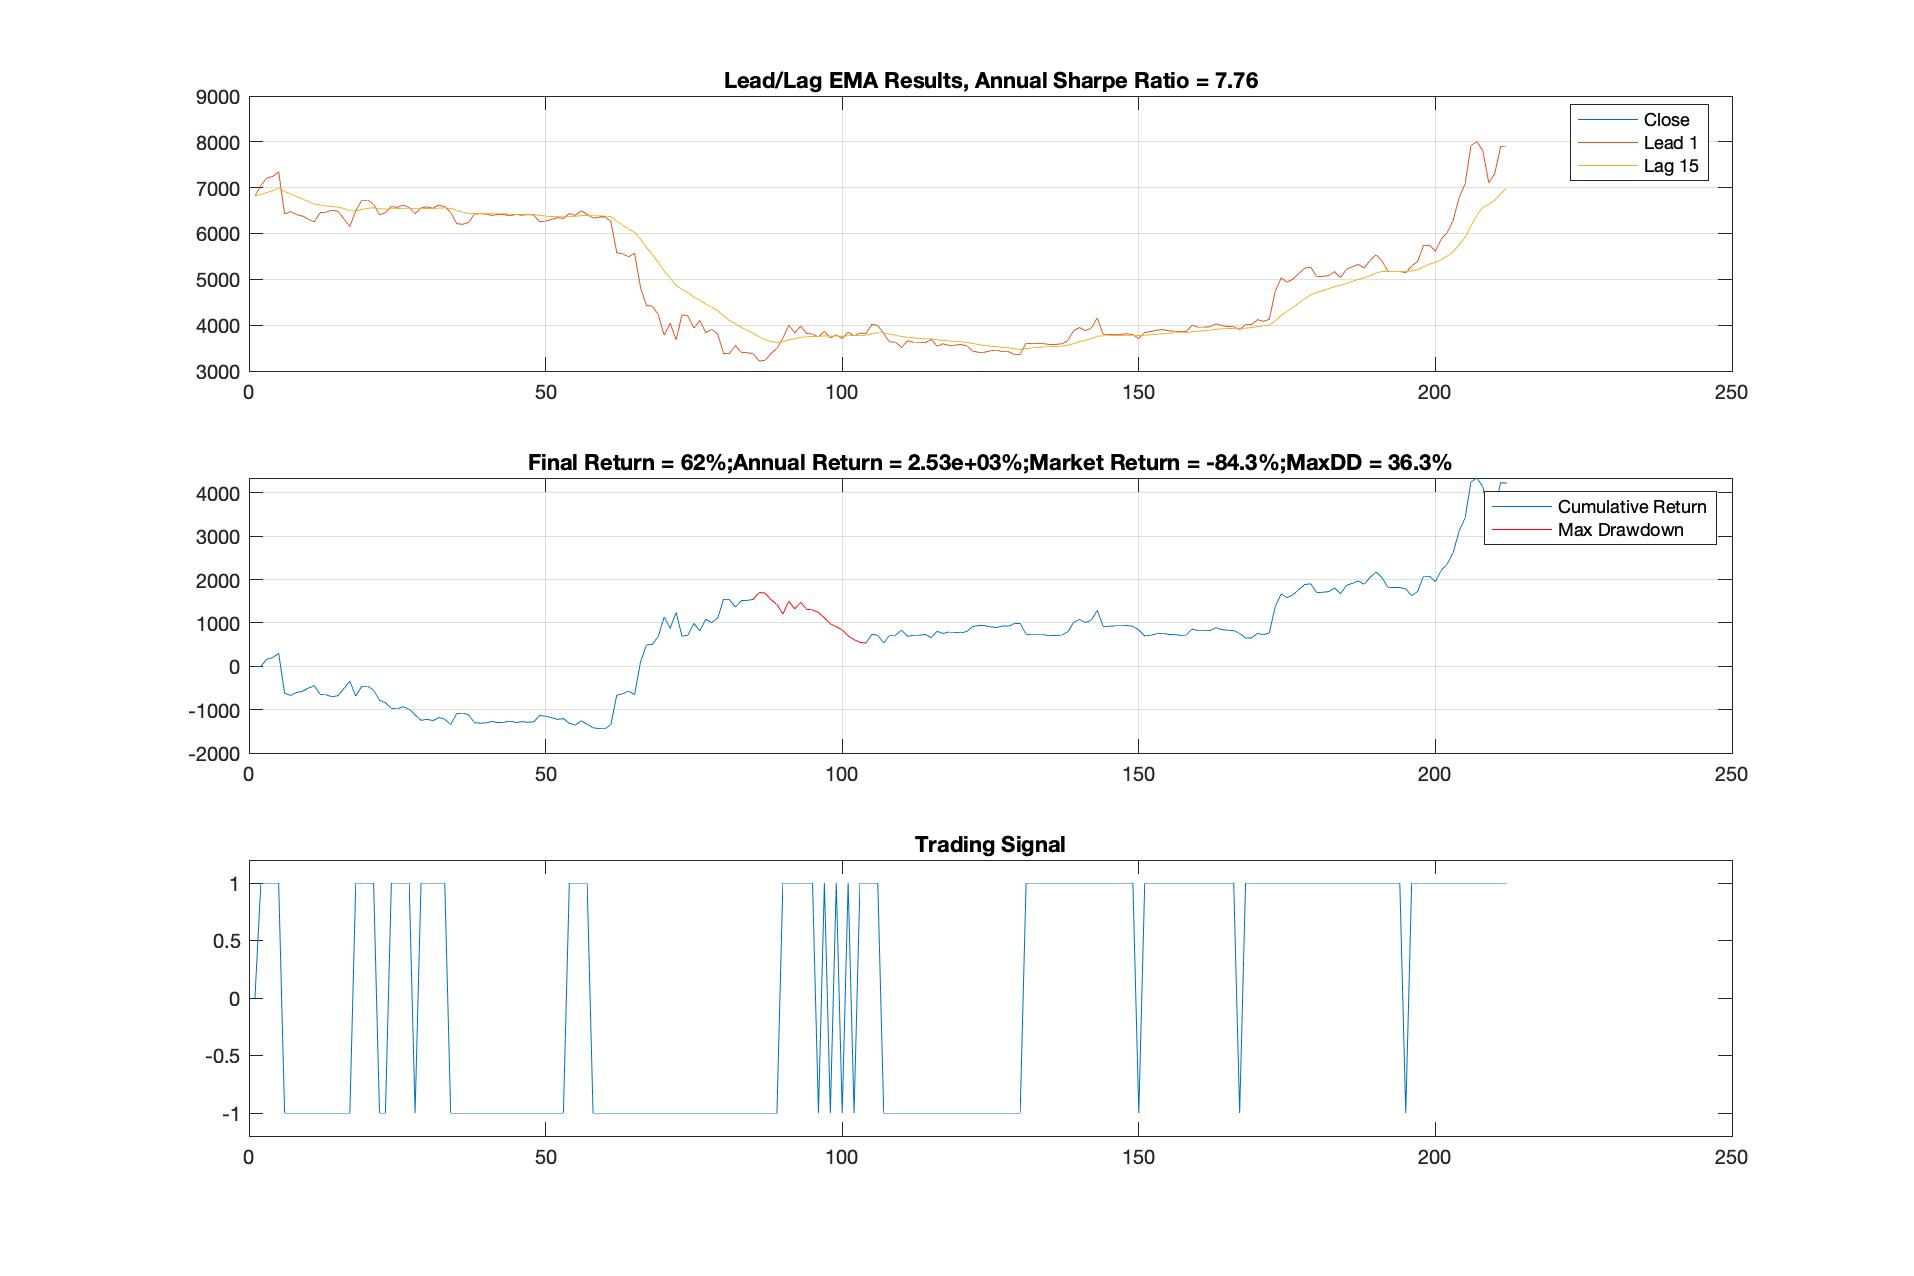 Lead/Lag EMA Results, Annual Sharpe Ratio = 7.76
9000
8000
7000
6000
5000
4000
3000
0 50 100 150 200 250
Close
Lead 1
Lag 15
Final Return = 62%;Annual Return = 2.53e+03%;Market Return = -84.3%;MaxDD = 36.3%
4000
3000
2000
1000
0
-1000
-2000
0 50 100 150 200 250
Cumulative Return
Max Drawdown
Trading Signal
1
0.5
0
-0.5
-1
0 50 100 150 200 250